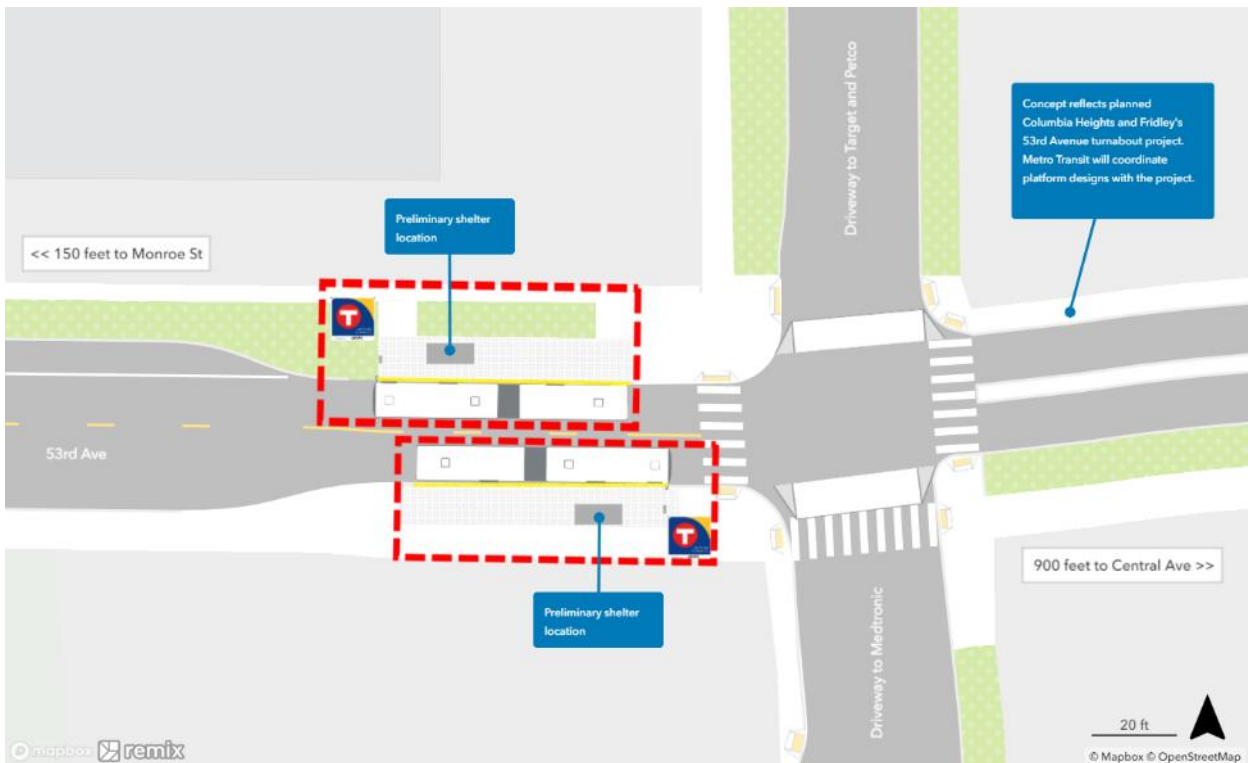 Driveway to Target and Petco
Concept reflects planned
Columbia Heights and Fridley's
53rd Avenue turnabout project.
Metro Transit will coordinate
platform designs with the project.
Preliminary shelter
location
<< 150 feet to Monroe St
T
53rd Ave
T
900 feet to Central Ave >>
Preliminary shelter
location
Driveway to Medtronic
20 ft
mapbox remix
© Mapbox © OpenStreetMap